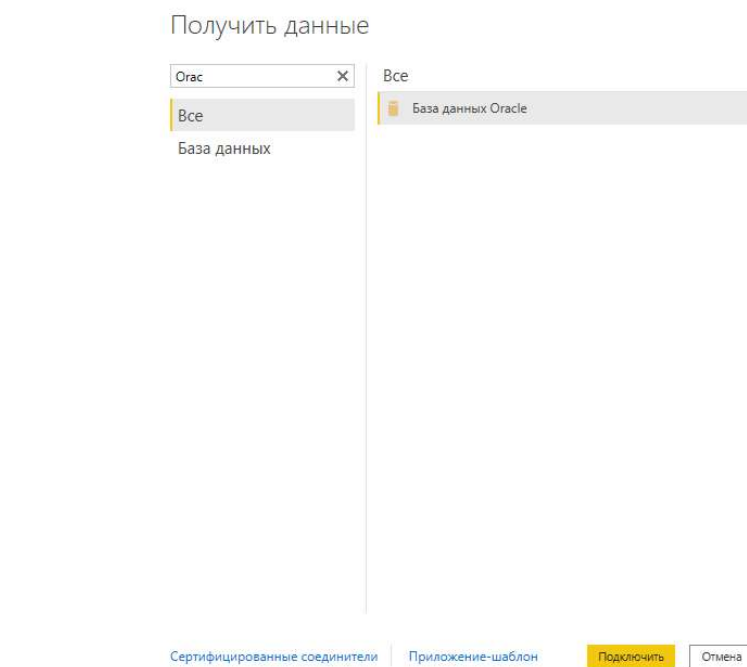 Получить данные
Orac
Все
База данных
Все
База данных Oracle
Сертифицированные соединители
Приложение-шаблон
Подключить
Отмена